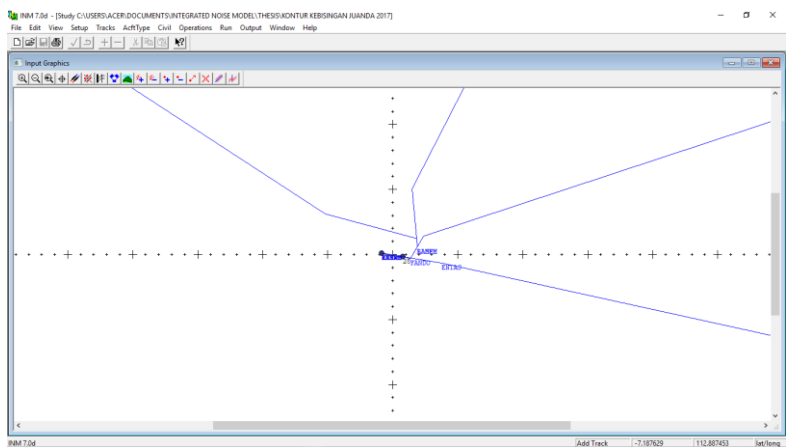 INM 7.0d - [Study C:\USERS\ACER\DOCUMENTS\INTEGRATED NOISE MODEL\THESIS\KONTUR KEBISINGAN JUANDA 2017]
File Edit View Setup Tracks AcftType Civil Operations Run Output Window Help
Input Graphics
ENTAS
INM 7.0d Add Track -7.187629 112.887453 lat/long